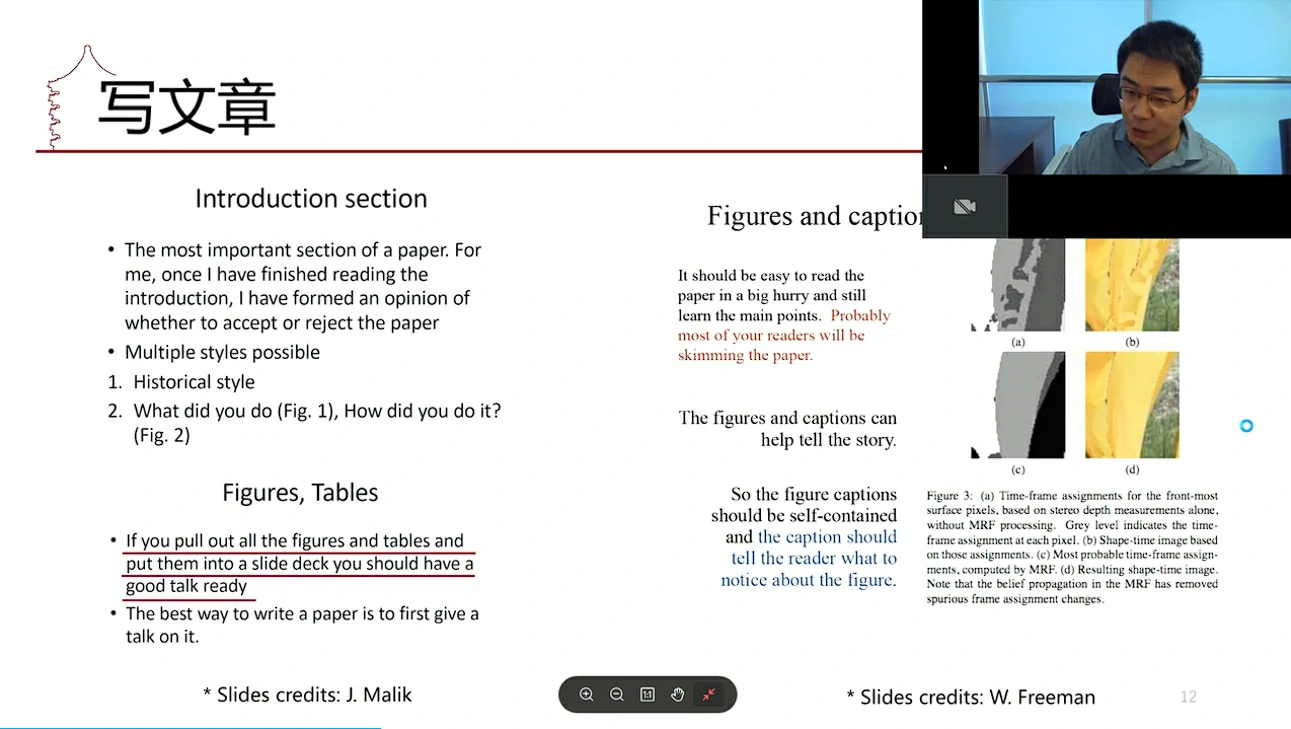 写文章
Introduction section
• The most important section of a paper. For
me, once I have finished reading the
introduction, I have formed an opinion of
whether to accept or reject the paper
• Multiple styles possible
1. Historical style
2. What did you do (Fig. 1), How did you do it?
(Fig. 2)
Figures, Tables
• If you pull out all the figures and tables and
put them into a slide deck you should have a
good talk ready
• The best way to write a paper is to first give a
talk on it.
* Slides credits: J. Malik
Figures and
It should be easy to read the
paper in a big hurry and still
learn the main points. Probably
most of your readers will be
skimming the paper.
The figures and captions can
help tell the story.
So the figure captions
should be self-contained
and the caption should
tell the reader what to
notice about the figure.
(a)
(b)
(c)
(d)
Figure 3: (a) Time-frame assignments for the front-most
surface pixels, based on stereo depth measurements alone,
without MRF processing. Grey level indicates the time-
frame assignment at each pixel. (b) Shape-time image based
on those assignments. (c) Most probable time-frame assign-
ments, computed by MRF. (d) Resulting shape-time image.
Note that the belief propagation in the MRF has removed
spurious frame assignment changes.
* Slides credits: W. Freeman
12
1:1